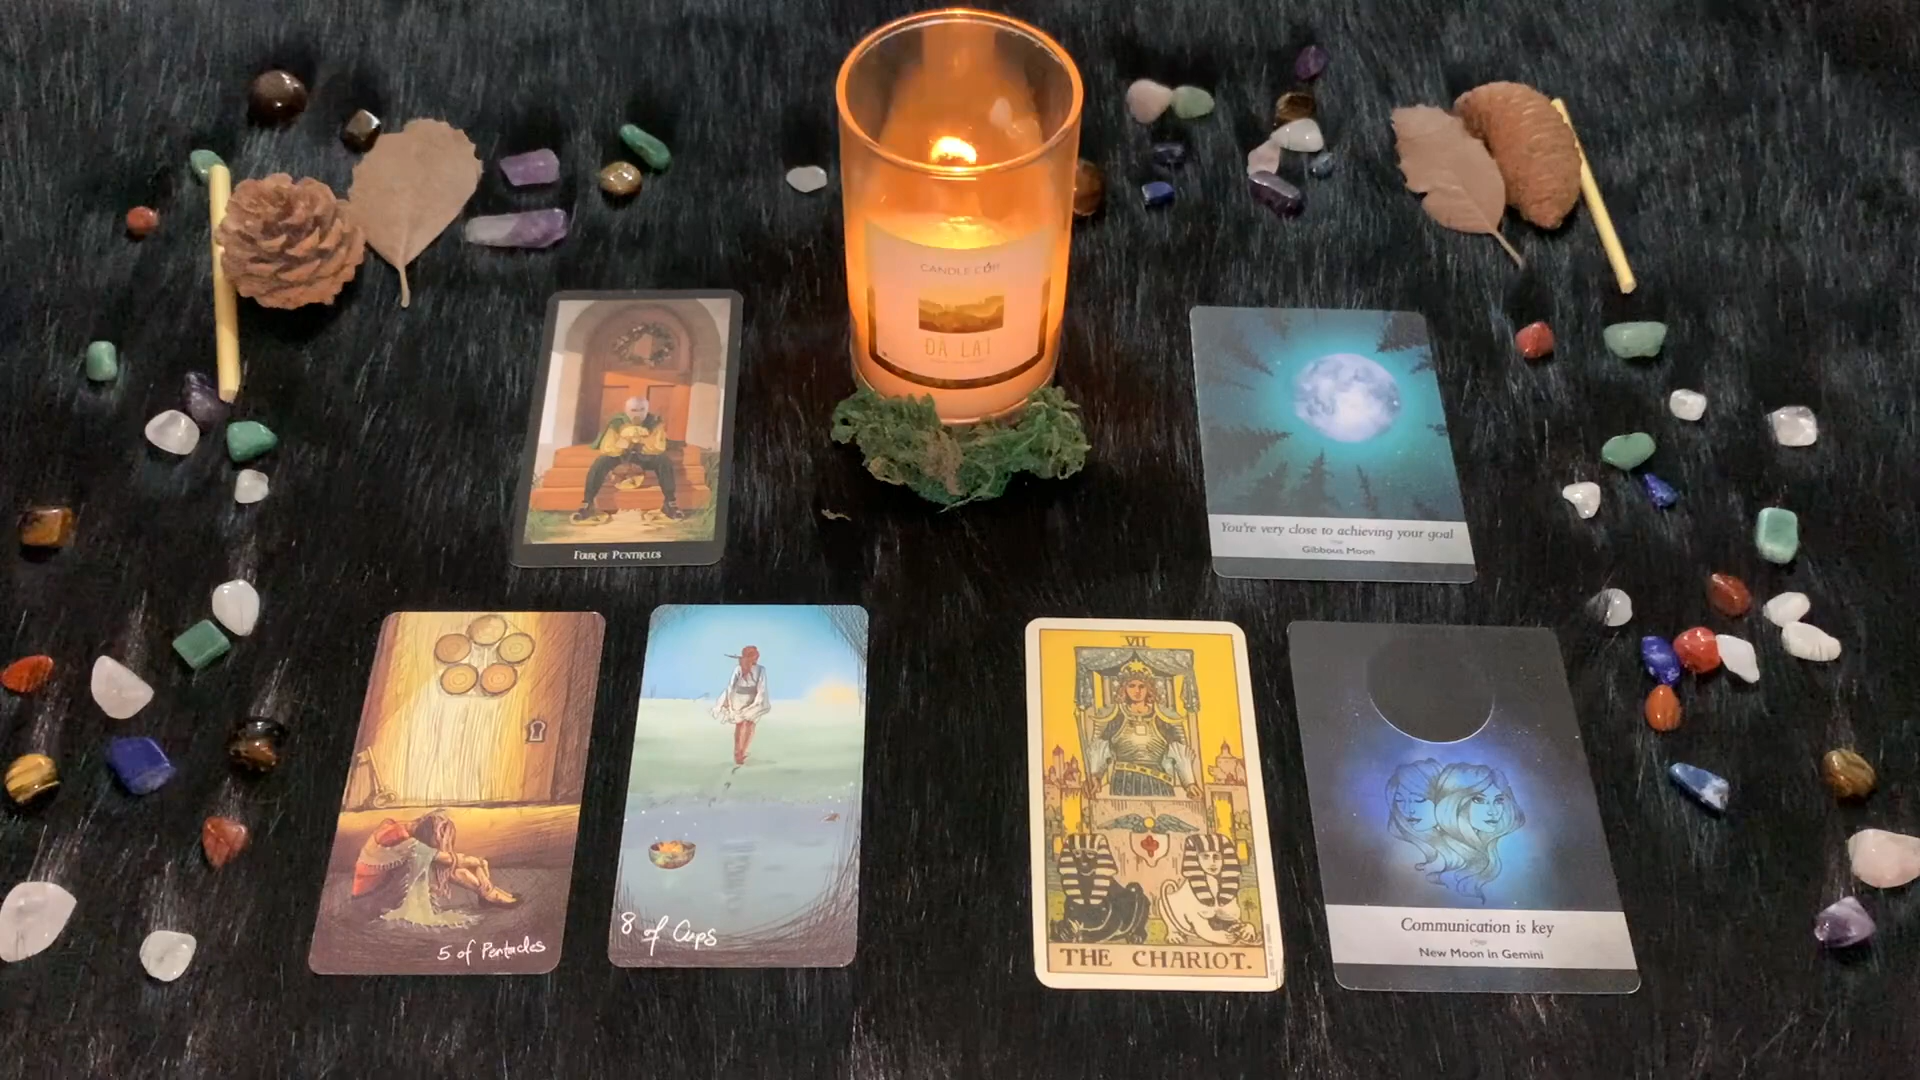 CANDLE CUP
ĐÀ LẠT
FOUR OF PENTACLES
You're very close to achieving your goal
Gibbous Moon
5 of Pentacles
8 of Cups
VII
THE CHARIOT.
Communication is key
New Moon in Gemini